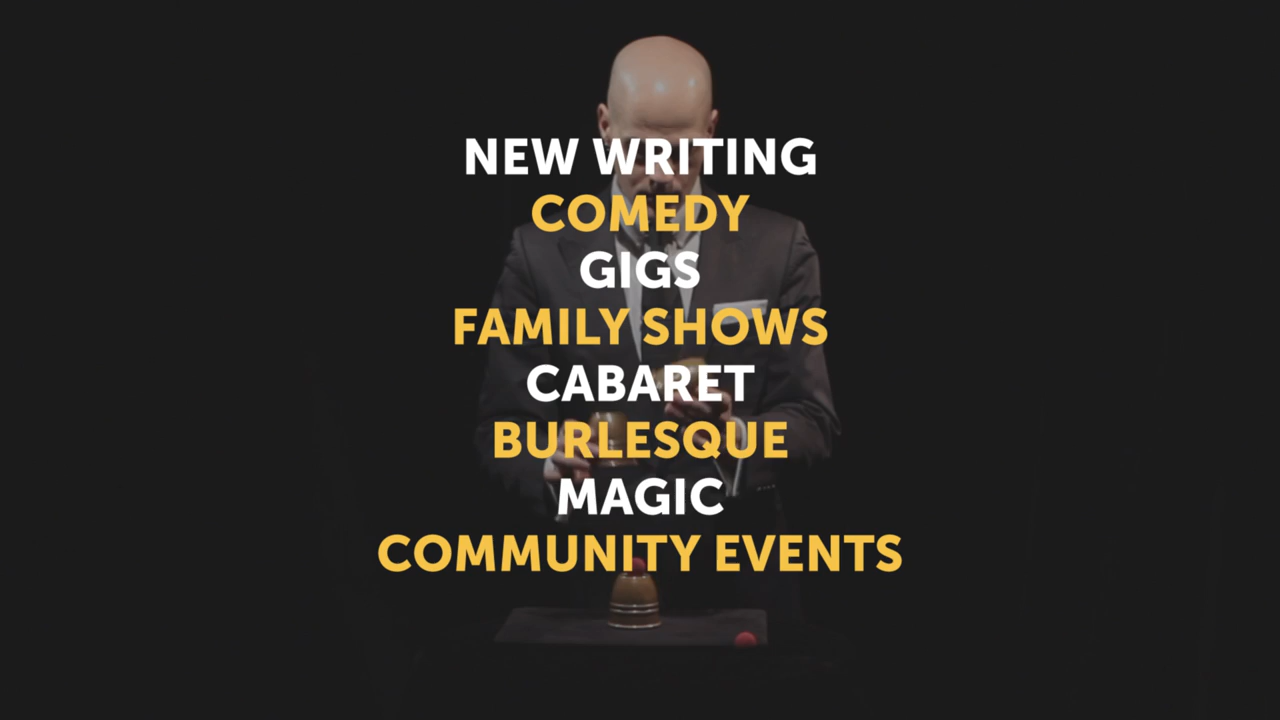 NEW WRITING
COMEDY
GIGS
FAMILY SHOWS
CABARET
BURLESQUE
MAGIC
COMMUNITY EVENTS